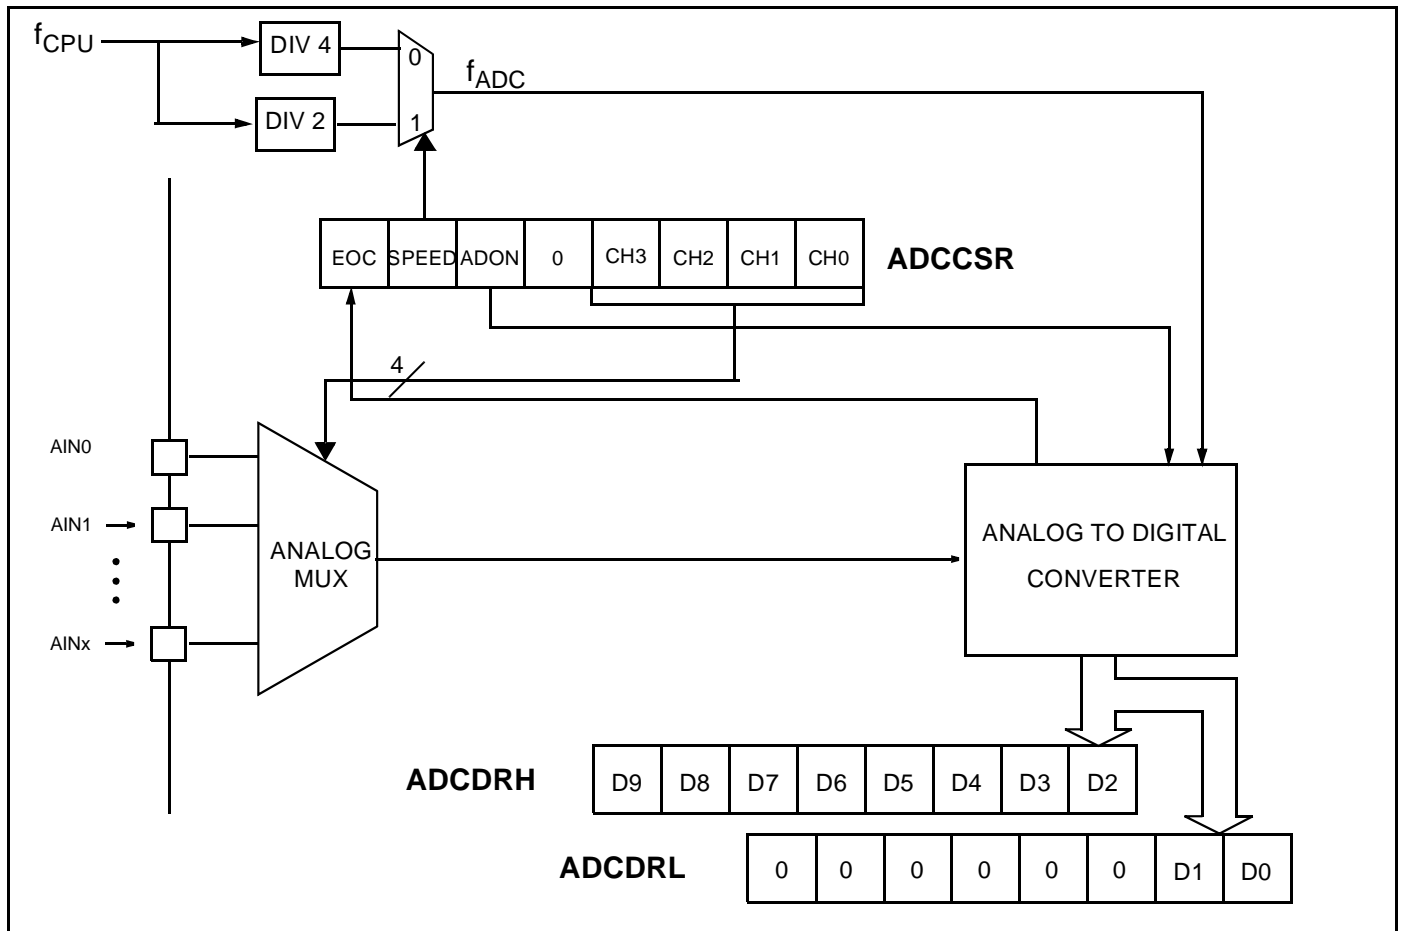 fCPU
DIV 4
0
fADC
DIV 2
1
EOC SPEED ADON 0 CH3 CH2 CH1 CH0 ADCCSR
4
AIN0
AIN1
ANALOG
MUX
ANALOG TO DIGITAL
CONVERTER
AINx
ADCDRH D9 D8 D7 D6 D5 D4 D3 D2
ADCDRL 0 0 0 0 0 0 D1 D0